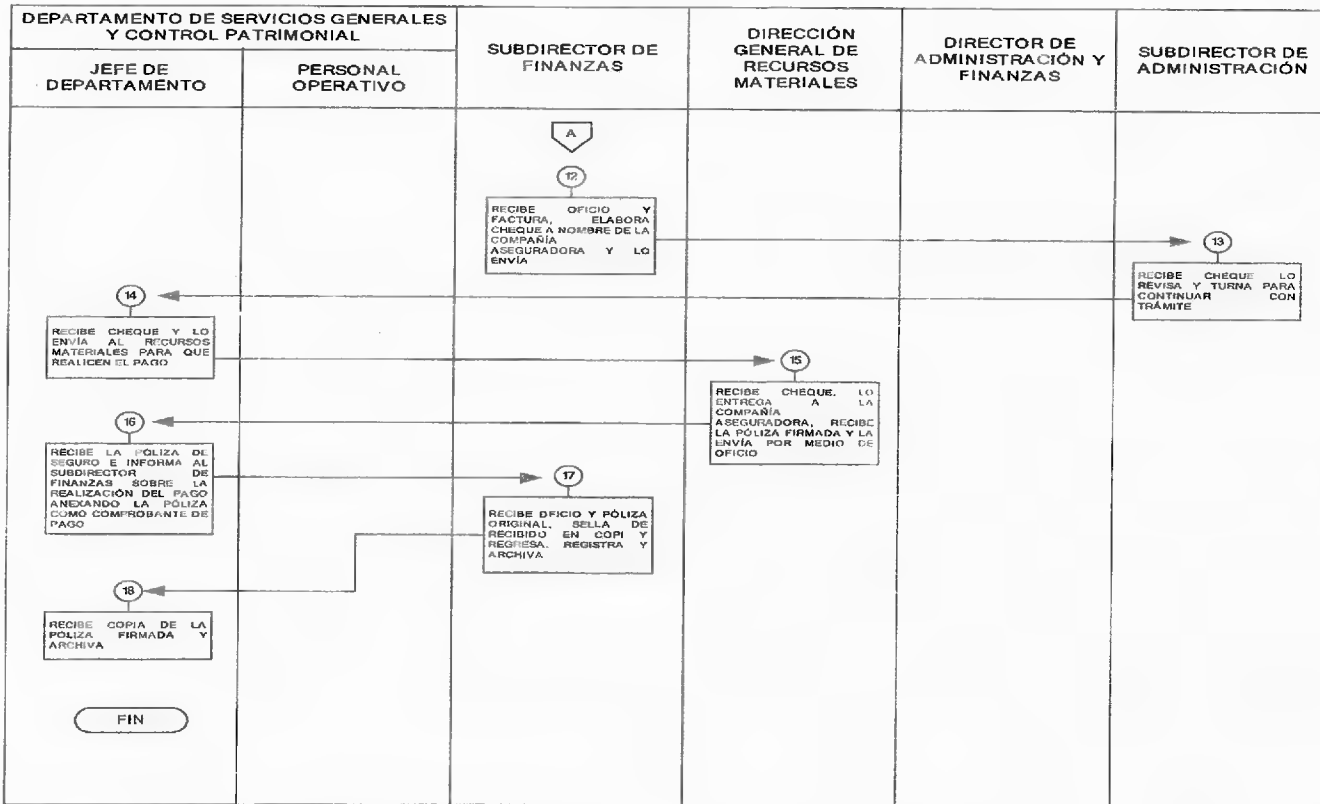 DEPARTAMENTO DE SERVICIOS GENERALES
Y CONTROL PATRIMONIAL
JEFE DE
DEPARTAMENTO
PERSONAL
OPERATIVO
SUBDIRECTOR DE
FINANZAS
DIRECCIÓN
GENERAL DE
RECURSOS
MATERIALES
DIRECTOR DE
ADMINISTRACIÓN Y
FINANZAS
SUBDIRECTOR DE
ADMINISTRACIÓN
A
12
RECIBE OFICIO Y
FACTURA, ELABORA
CHEQUE A NOMBRE DE LA
COMPAÑÍA
ASEGURADORA Y LO
ENVÍA
13
RECIBE CHEQUE LO
REVISA Y TURNA PARA
CONTINUAR CON
TRÁMITE
14
RECIBE CHEQUE Y LO
ENVÍA AL RECURSOS
MATERIALES PARA QUE
REALICEN EL PAGO
15
RECIBE CHEQUE, LO
ENTREGA A LA
COMPAÑÍA
ASEGURADORA, RECIBE
LA PÓLIZA FIRMADA Y LA
ENVÍA POR MEDIO DE
OFICIO
16
RECIBE LA PÓLIZA DE
SEGURO E INFORMA AL
SUBDIRECTOR DE
FINANZAS SOBRE LA
REALIZACIÓN DEL PAGO
ANEXANDO LA PÓLIZA
COMO COMPROBANTE DE
PAGO
17
RECIBE OFICIO Y PÓLIZA
ORIGINAL, SELLA DE
RECIBIDO EN COPI Y
REGRESA. REGISTRA Y
ARCHIVA
18
RECIBE COPIA DE LA
PÓLIZA FIRMADA Y
ARCHIVA
FIN